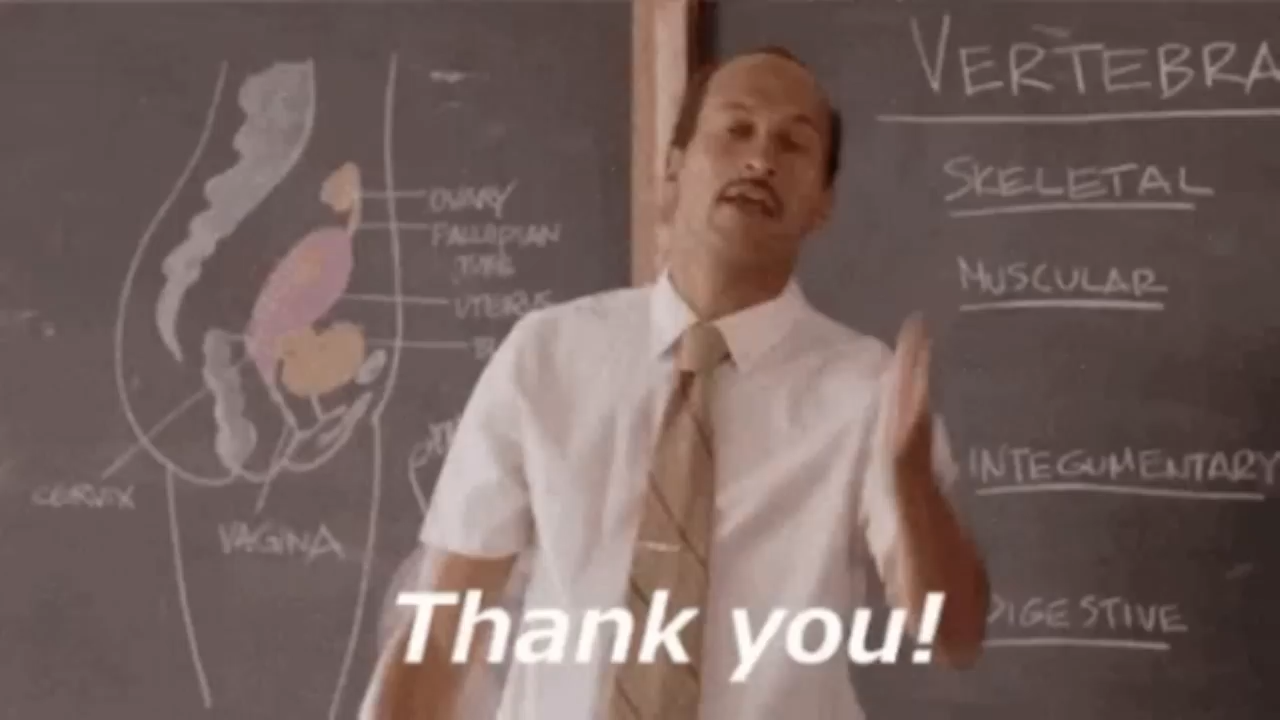 OVARY
FALLOPIAN
TUBE
UTERUS
CERVIX
VAGINA
VERTEBRA
SKELETAL
MUSCULAR
INTEGUMENTARY
DIGESTIVE
Thank you!